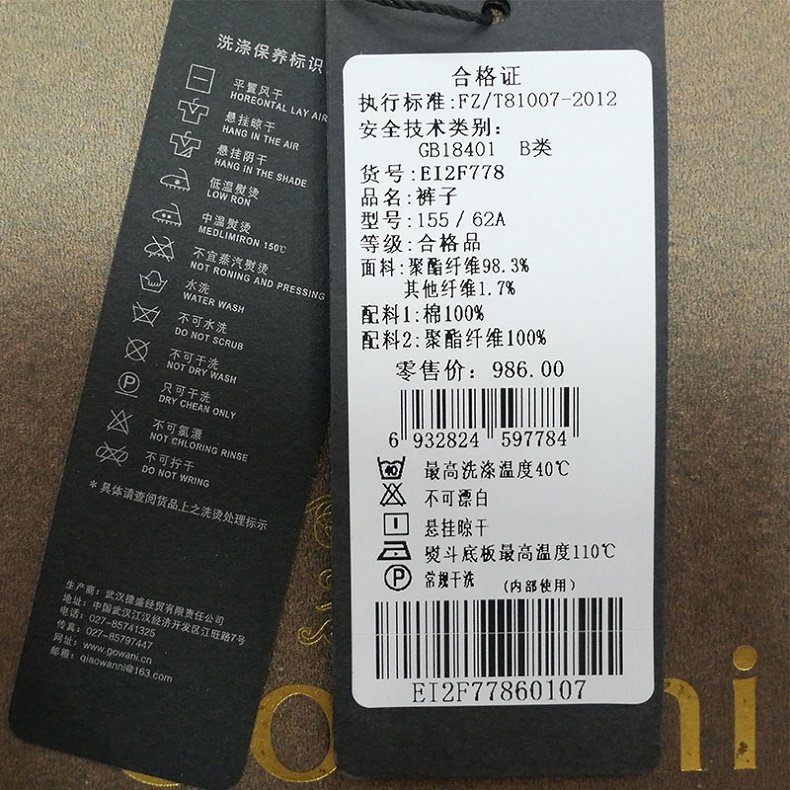 洗涤保养标识
平置风干
HOREONTAL LAY AIR
悬挂晾干
HANG IN THE AIR
悬挂阴干
HANG IN THE SHADE
低温熨烫
LOW RON
中温熨烫
MEDLIMIRON 150℃
不宜蒸汽熨烫
NOT RONING AND PRESSING
水洗
WATER WASH
不可水洗
DO NOT SCRUB
不可干洗
NOT DRY WASH
P
只可干洗
DRY CHEAN ONLY
不可氯漂
NOT CHLORING RINSE
不可拧干
DO NOT WRING
*具体请查阅货品上之洗烫处理标示
生产商: 武汉捷盛经贸有限责任公司
地址: 中国武汉江汉经济开发区江旺路7号
电话: 027-85741325
传真: 027-85797447
网址: www.gowani.cn
邮箱: qiaowanni@163.com
合格证
执行标准:FZ/T81007-2012
安全技术类别:
GB18401 B类
货号:EI2F778
品名:裤子
型号:155/62A
等级:合格品
面料:聚酯纤维98.3%
其他纤维1.7%
配料1:棉100%
配料2:聚酯纤维100%
零售价: 986.00
6 932824 597784
40 最高洗涤温度40℃
不可漂白
悬挂晾干
熨斗底板最高温度110℃
P 常规干洗 (内部使用)
EI2F77860107
ni